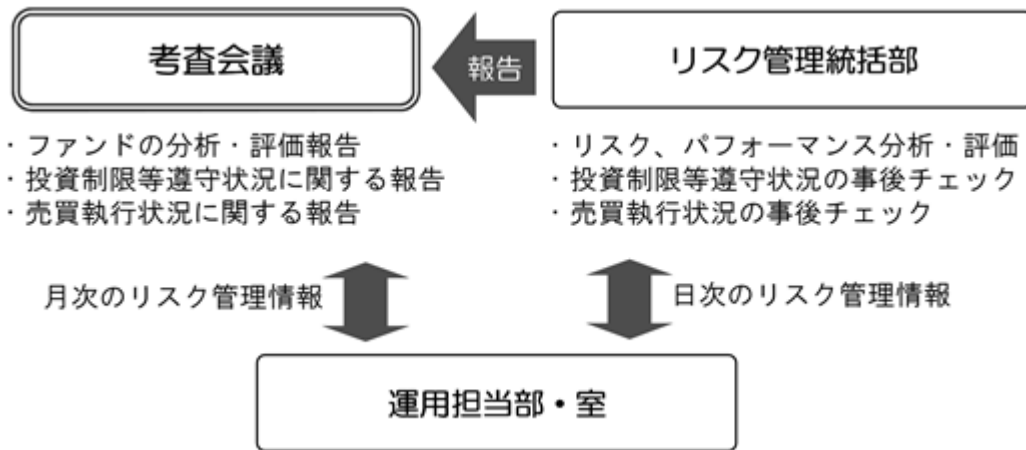 考査会議
報告
リスク管理統括部
・ファンドの分析・評価報告
・投資制限等遵守状況に関する報告
・売買執行状況に関する報告
・リスク、パフォーマンス分析・評価
・投資制限等遵守状況の事後チェック
・売買執行状況の事後チェック
月次のリスク管理情報
日次のリスク管理情報
運用担当部・室